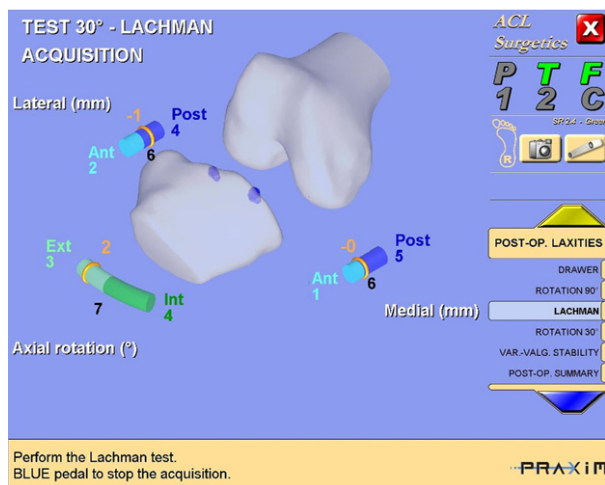 TEST 30° - LACHMAN
ACQUISITION
ACL
Surgetics
X
P T F
1 2 C
R
Lateral (mm)
-1
Post
4
6
Ant
2
Ext
3
2
7
Int
4
Axial rotation (°)
-0
Post
5
6
Ant
1
Medial (mm)
POST-OP. LAXITIES
DRAWER
ROTATION 90°
LACHMAN
ROTATION 30°
VAR.-VALG. STABILITY
POST-OP. SUMMARY
Perform the Lachman test.
BLUE pedal to stop the acquisition.
PRAXiM